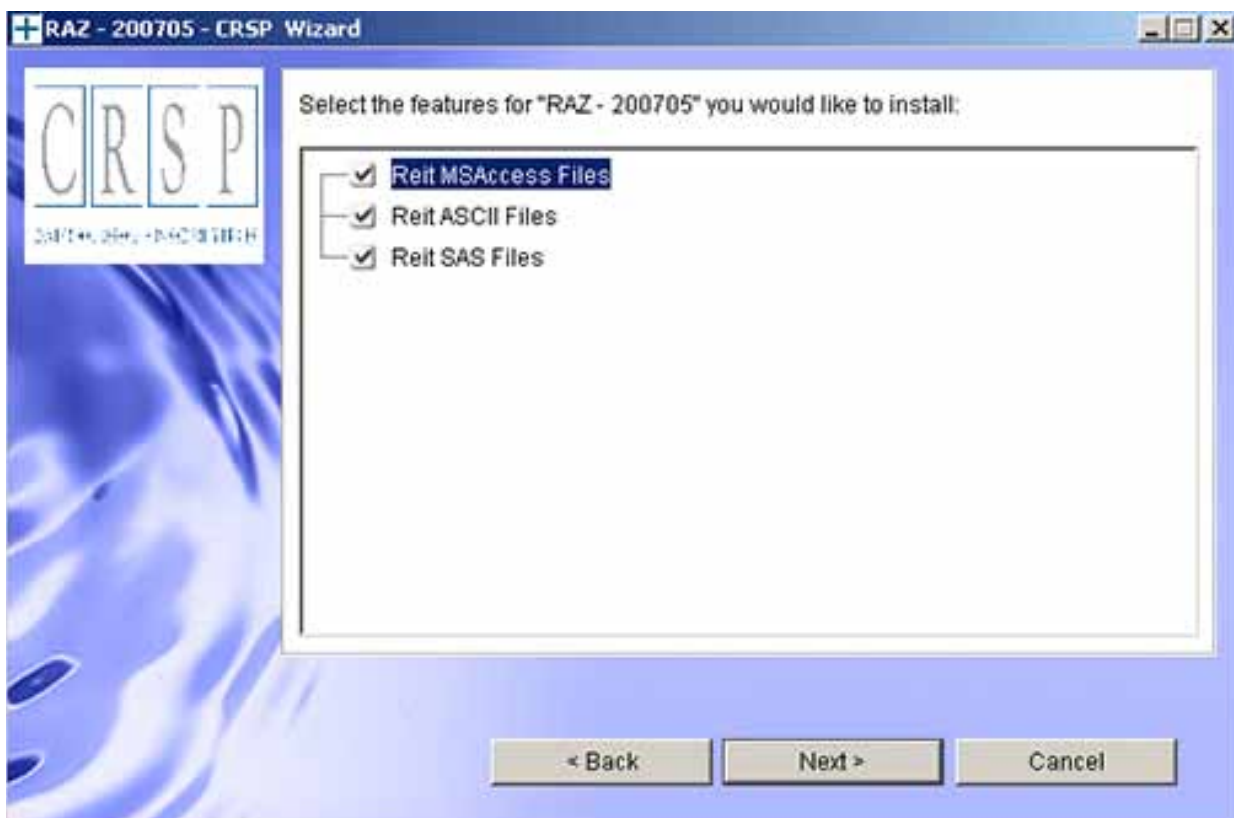 RAZ - 200705 - CRSP Wizard
CRSP
Select the features for "RAZ - 200705" you would like to install:
Reit MSAccess Files
Reit ASCII Files
Reit SAS Files
< Back
Next >
Cancel